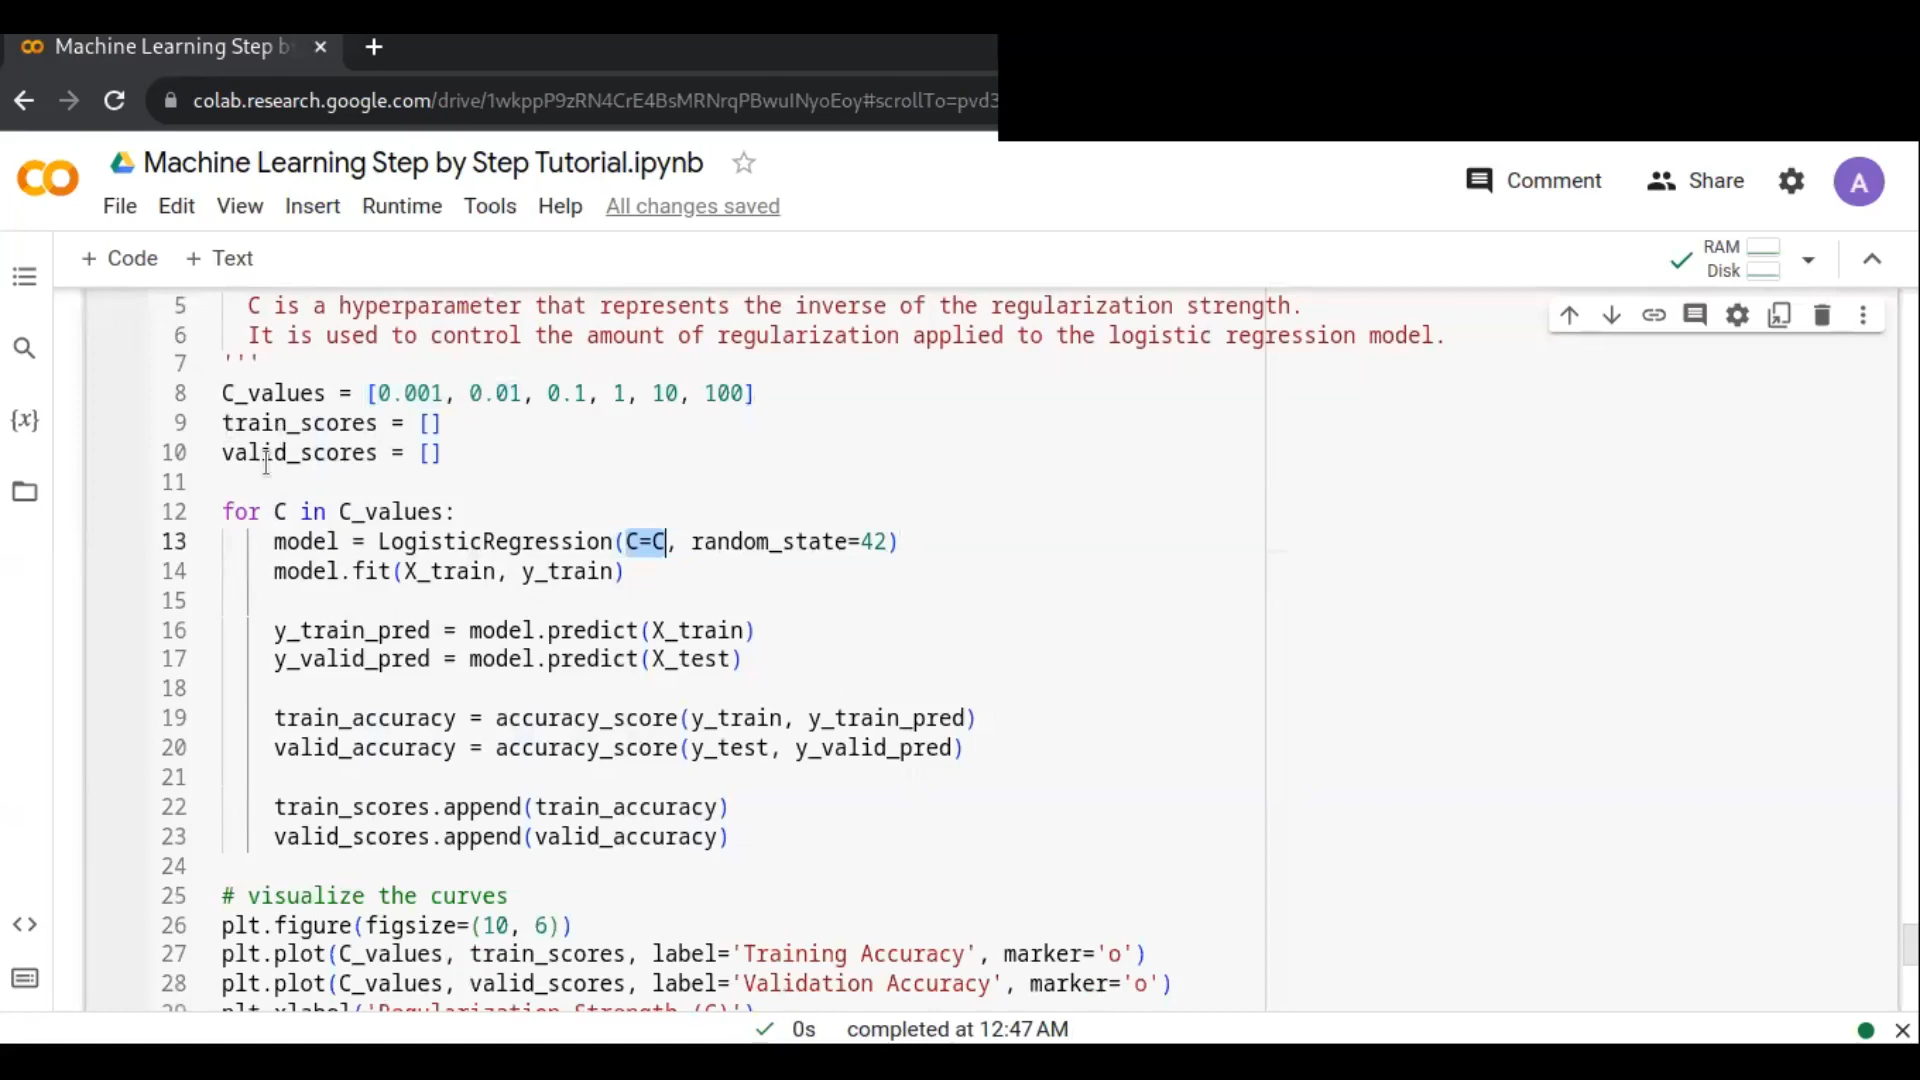 Machine Learning Step b
colab.research.google.com/drive/1wkppP9zRN4CrE4BsMRNrqPBwuINyoEoy#scrollTo=pvd3
Machine Learning Step by Step Tutorial.ipynb
Comment
Share
A
File Edit View Insert Runtime Tools Help All changes saved
+ Code + Text
RAM
Disk
5 C is a hyperparameter that represents the inverse of the regularization strength.
6 It is used to control the amount of regularization applied to the logistic regression model.
7 '''
8 C_values = [0.001, 0.01, 0.1, 1, 10, 100]
9 train_scores = []
10 valid_scores = []
11
12 for C in C_values:
13 model = LogisticRegression(C=C, random_state=42)
14 model.fit(X_train, y_train)
15
16 y_train_pred = model.predict(X_train)
17 y_valid_pred = model.predict(X_test)
18
19 train_accuracy = accuracy_score(y_train, y_train_pred)
20 valid_accuracy = accuracy_score(y_test, y_valid_pred)
21
22 train_scores.append(train_accuracy)
23 valid_scores.append(valid_accuracy)
24
25 # visualize the curves
26 plt.figure(figsize=(10, 6))
27 plt.plot(C_values, train_scores, label='Training Accuracy', marker='o')
28 plt.plot(C_values, valid_scores, label='Validation Accuracy', marker='o')
29 plt.xlabel('Regularization Strength (C)')
0s completed at 12:47 AM